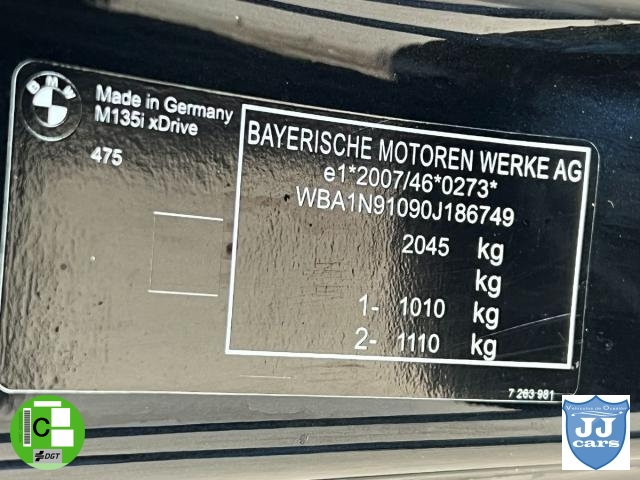 BMW
Made in Germany
M135i xDrive
475
BAYERISCHE MOTOREN WERKE AG
e1*2007/46*0273*
WBA1N91090J186749
2045 kg
kg
1- 1010 kg
2- 1110 kg
7 263 981
C
DGT
JJ
cars